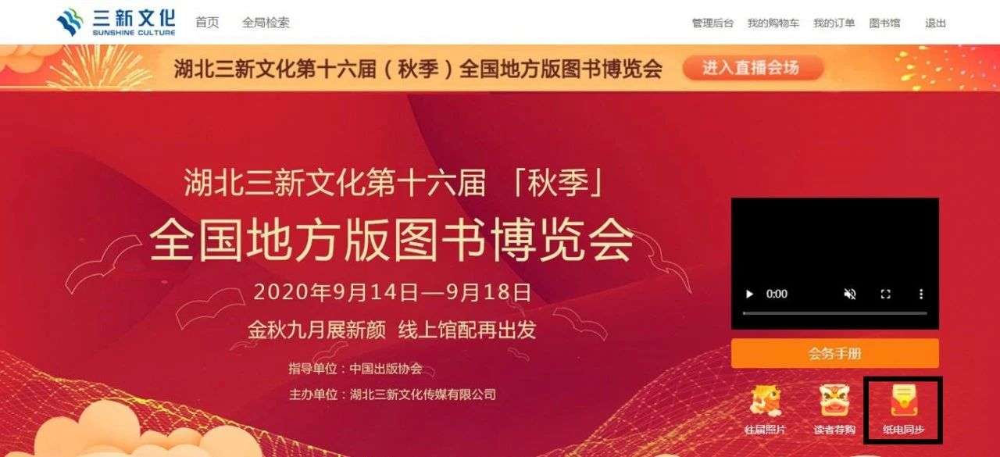 三新文化
SUNSHINE CULTURE
首页 全局检索
管理后台 我的购物车 我的订单 图书馆 退出
湖北三新文化第十六届（秋季）全国地方版图书博览会 进入直播会场
湖北三新文化第十六届「秋季」
全国地方版图书博览会
2020年9月14日—9月18日
金秋九月展新颜 线上馆配再出发
指导单位：中国出版协会
主办单位：湖北三新文化传媒有限公司
0:00
会务手册
往届照片 读者荐购 纸电同步